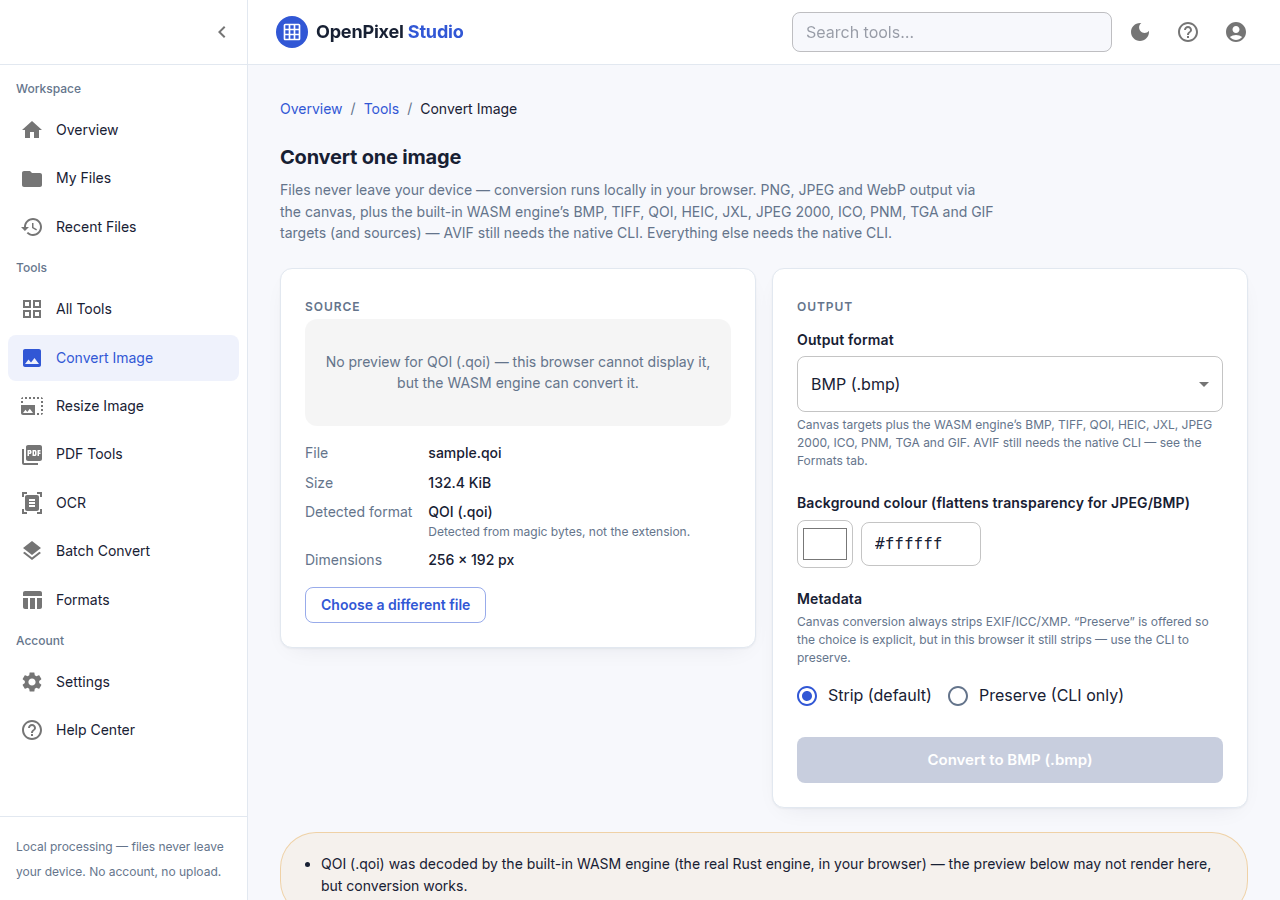 OpenPixel Studio
Search tools...
Workspace
Overview
My Files
Recent Files
Tools
All Tools
Convert Image
Resize Image
PDF Tools
OCR
Batch Convert
Formats
Account
Settings
Help Center
Local processing — files never leave
your device. No account, no upload.
Overview / Tools / Convert Image
Convert one image
Files never leave your device — conversion runs locally in your browser. PNG, JPEG and WebP output via
the canvas, plus the built-in WASM engine’s BMP, TIFF, QOI, HEIC, JXL, JPEG 2000, ICO, PNM, TGA and GIF
targets (and sources) — AVIF still needs the native CLI. Everything else needs the native CLI.
SOURCE
No preview for QOI (.qoi) — this browser cannot display it,
but the WASM engine can convert it.
File sample.qoi
Size 132.4 KiB
Detected format QOI (.qoi)
Detected from magic bytes, not the extension.
Dimensions 256 × 192 px
Choose a different file
OUTPUT
Output format
BMP (.bmp)
Canvas targets plus the WASM engine’s BMP, TIFF, QOI, HEIC, JXL, JPEG
2000, ICO, PNM, TGA and GIF. AVIF still needs the native CLI — see the
Formats tab.
Background colour (flattens transparency for JPEG/BMP)
#ffffff
Metadata
Canvas conversion always strips EXIF/ICC/XMP. “Preserve” is offered so
the choice is explicit, but in this browser it still strips — use the CLI to
preserve.
Strip (default) Preserve (CLI only)
Convert to BMP (.bmp)
• QOI (.qoi) was decoded by the built-in WASM engine (the real Rust engine, in your browser) — the preview below may not render here,
but conversion works.